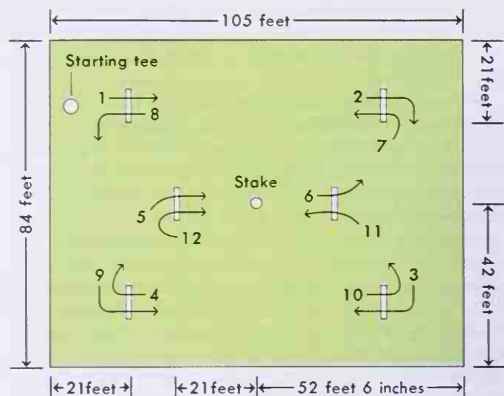 105 feet
Starting tee
1
8
2
7
21 feet
84 feet
Stake
5
12
6
11
42 feet
9
4
10
3
21feet
21feet
52 feet 6 inches